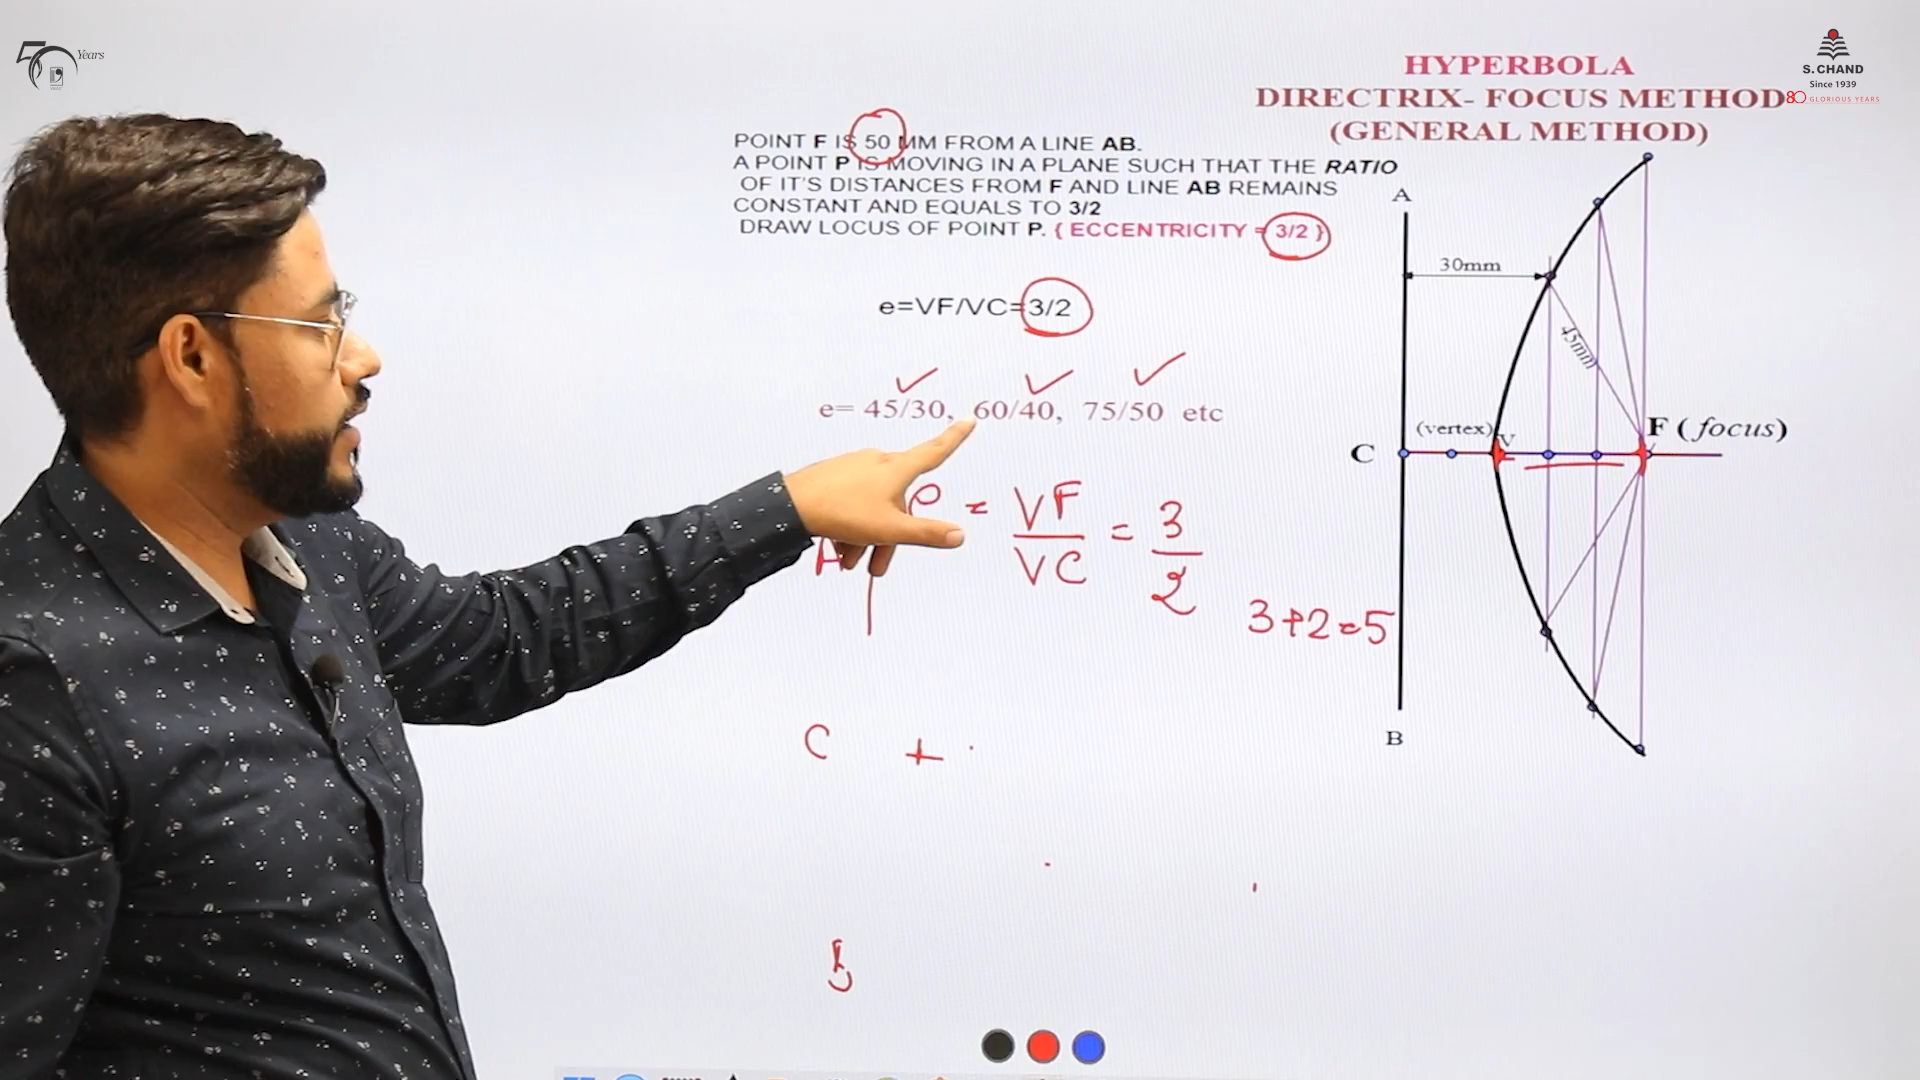 50 Years
S.CHAND
Since 1939
80 GLORIOUS YEARS
HYPERBOLA
DIRECTRIX- FOCUS METHOD
(GENERAL METHOD)
POINT F IS 50 MM FROM A LINE AB.
A POINT P IS MOVING IN A PLANE SUCH THAT THE RATIO
OF IT'S DISTANCES FROM F AND LINE AB REMAINS
CONSTANT AND EQUALS TO 3/2
DRAW LOCUS OF POINT P. { ECCENTRICITY = 3/2 }
e=VF/VC=3/2
e= 45/30, 60/40, 75/50 etc
e = VF/VC = 3/2
3+2=5
A
C
B
A
30mm
45mm
(vertex) V
F ( focus)
C
B